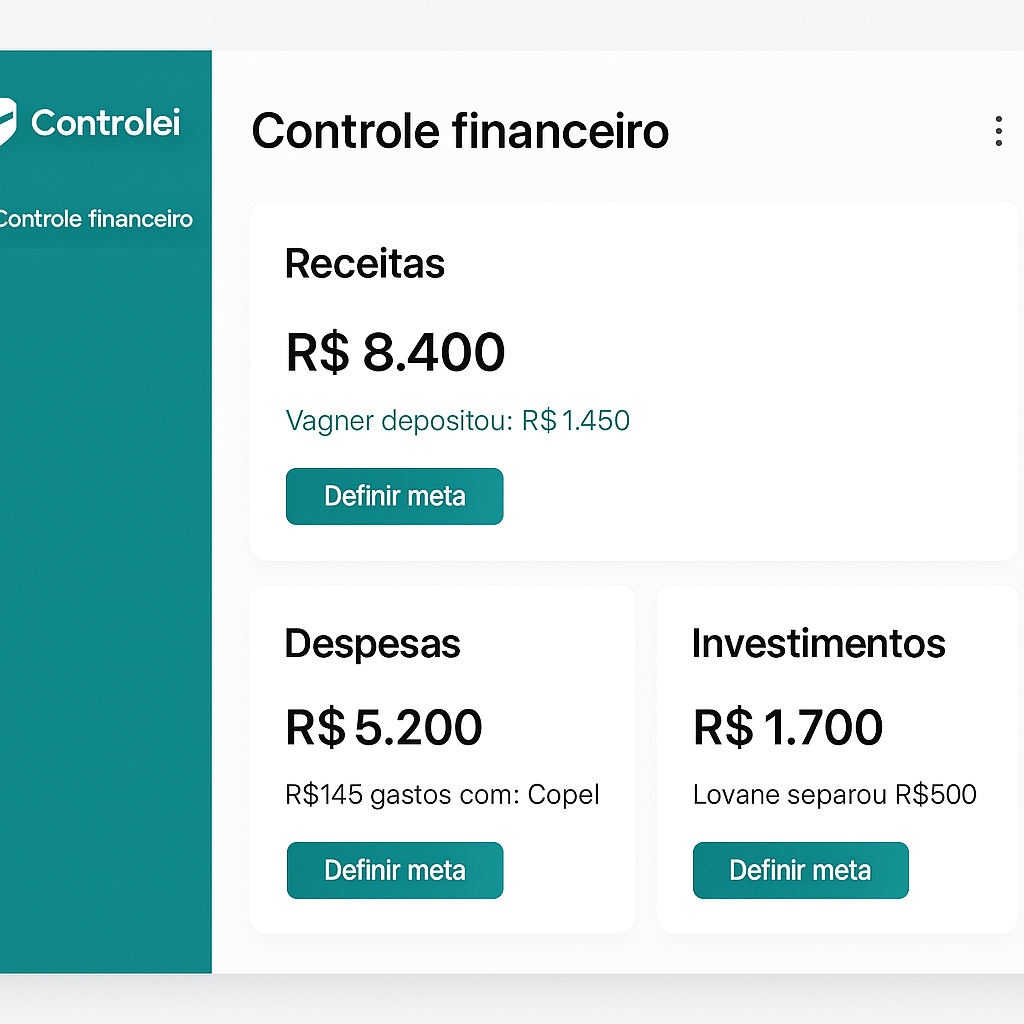 Controlei
Controle financeiro
Controle financeiro
Receitas
R$ 8.400
Vagner depositou: R$ 1.450
Definir meta
Despesas
R$ 5.200
R$145 gastos com: Copel
Definir meta
Investimentos
R$ 1.700
Lovane separou R$500
Definir meta